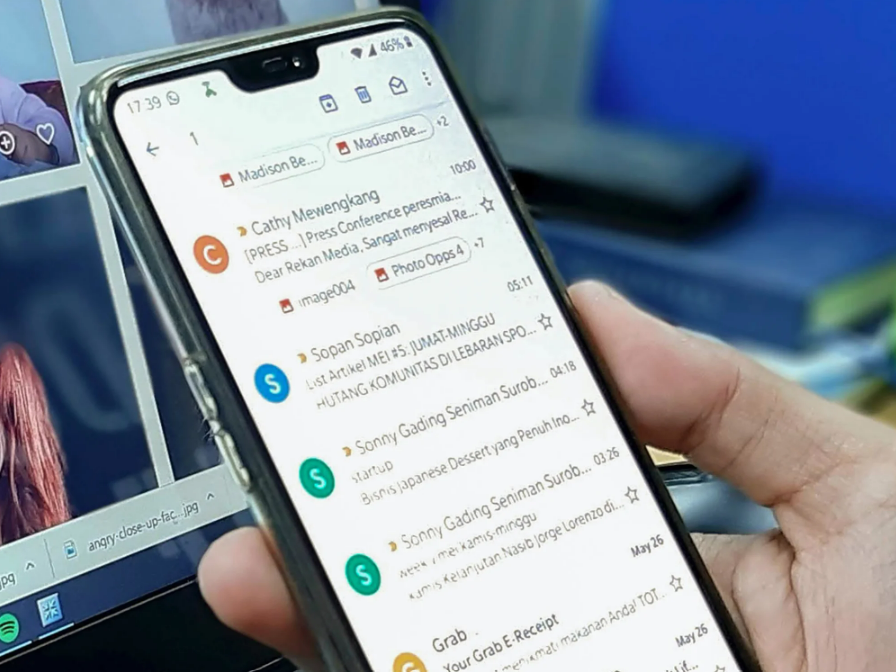 17.39
46%
1
Madison Be...
Madison Be...
+2
Cathy Mewengkang
10:00
[PRESS ...] Press Conference peresmia...
Dear Rekan Media, Sangat menyesal Re...
image004
Photo Opps 4
+7
Sopan Sopian
05:11
List Artikel MEI #5: JUMAT-MINGGU
HUTANG KOMUNITAS DI LEBARAN SPO...
Sonny Gading Seniman Surob...
04:18
startup
Bisnis Japanese Dessert yang Penuh Ino...
Sonny Gading Seniman Surob...
03:26
week mei kamis-minggu
Kamis Kelanjutan Nasib Jorge Lorenzo di...
Grab
May 26
Your Grab E-Receipt
menikmati makanan Anda! TOT...
May 26
C
S
S
S
G
angry-close-up-fac....jpg